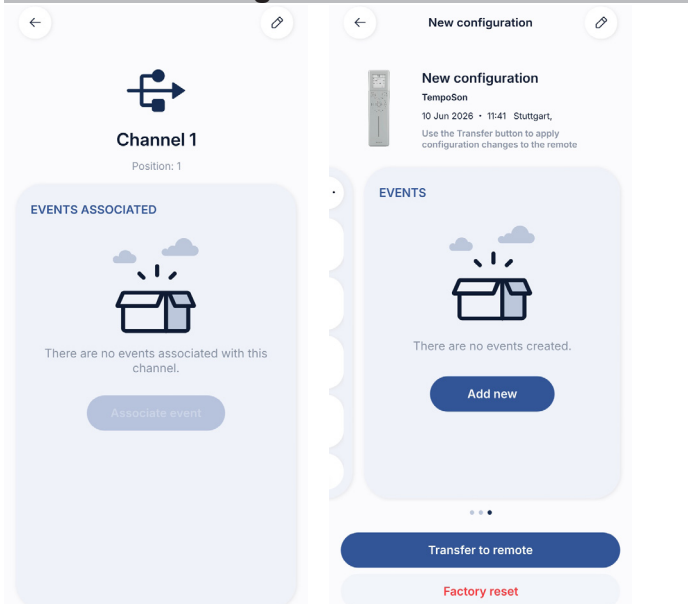 Channel 1
Position: 1
EVENTS ASSOCIATED
There are no events associated with this
channel.
Associate event
New configuration
New configuration
TempoSon
10 Jun 2026 • 11:41 Stuttgart,
Use the Transfer button to apply
configuration changes to the remote
EVENTS
There are no events created.
Add new
Transfer to remote
Factory reset